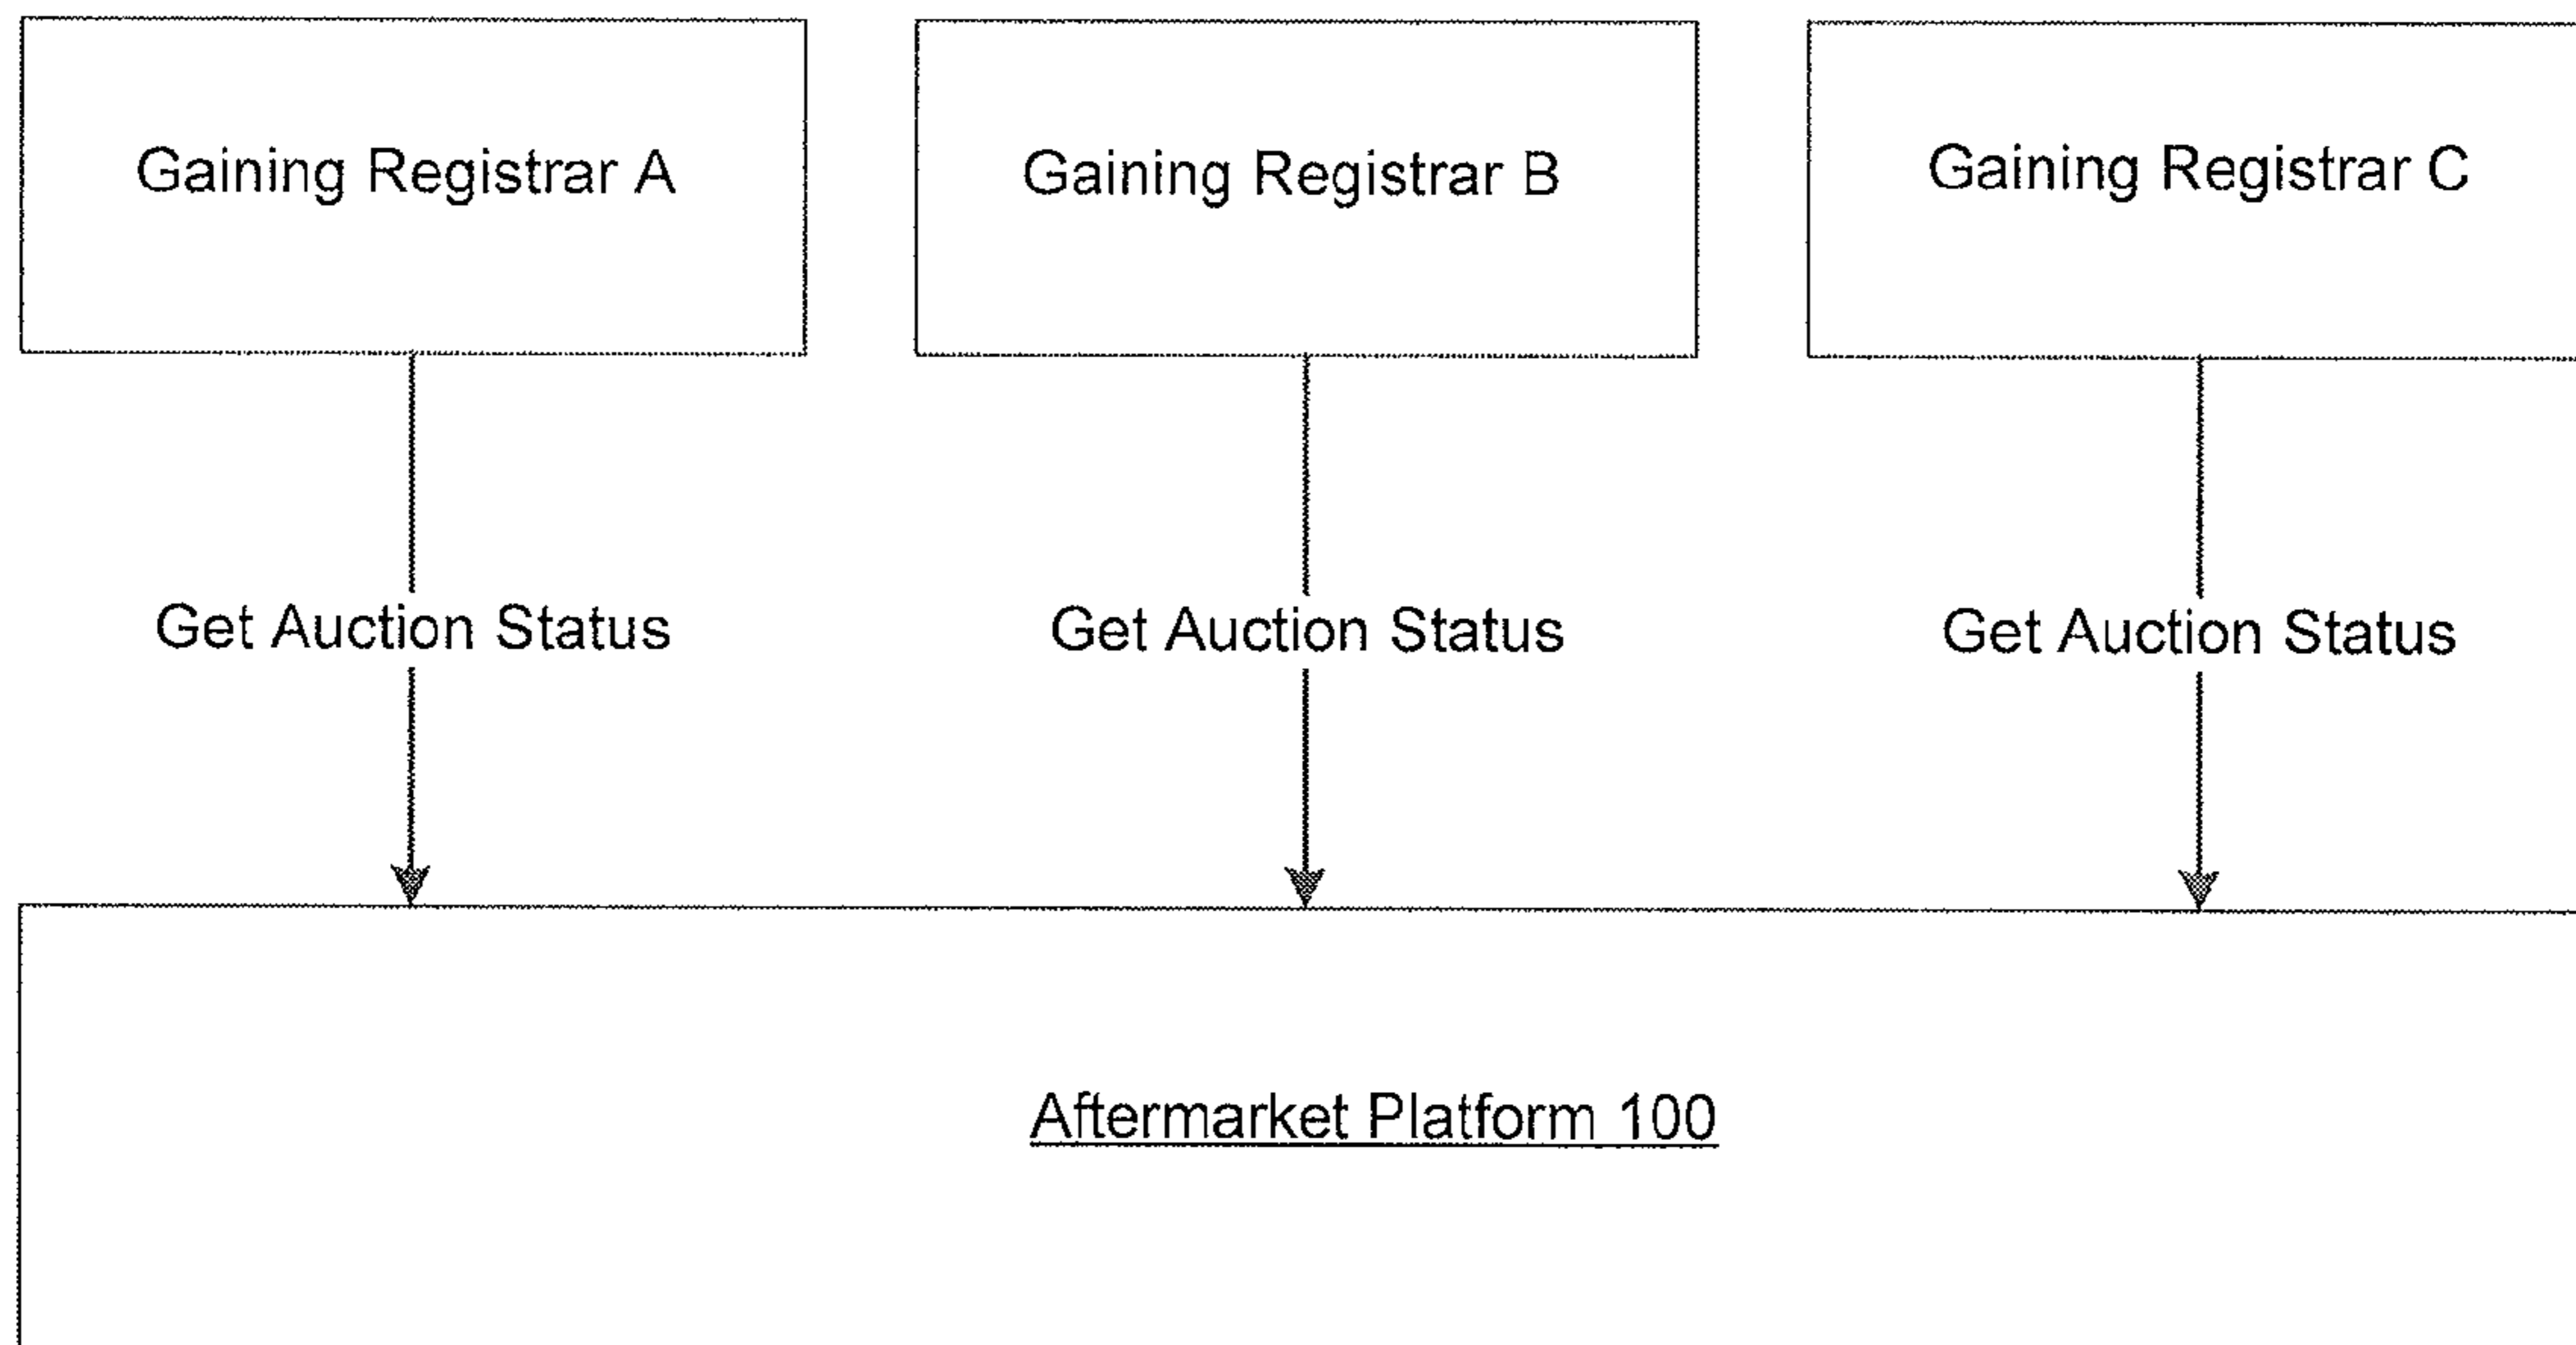 Gaining Registrar A
Gaining Registrar B
Gaining Registrar C
Get Auction Status
Get Auction Status
Get Auction Status
Aftermarket Platform 100